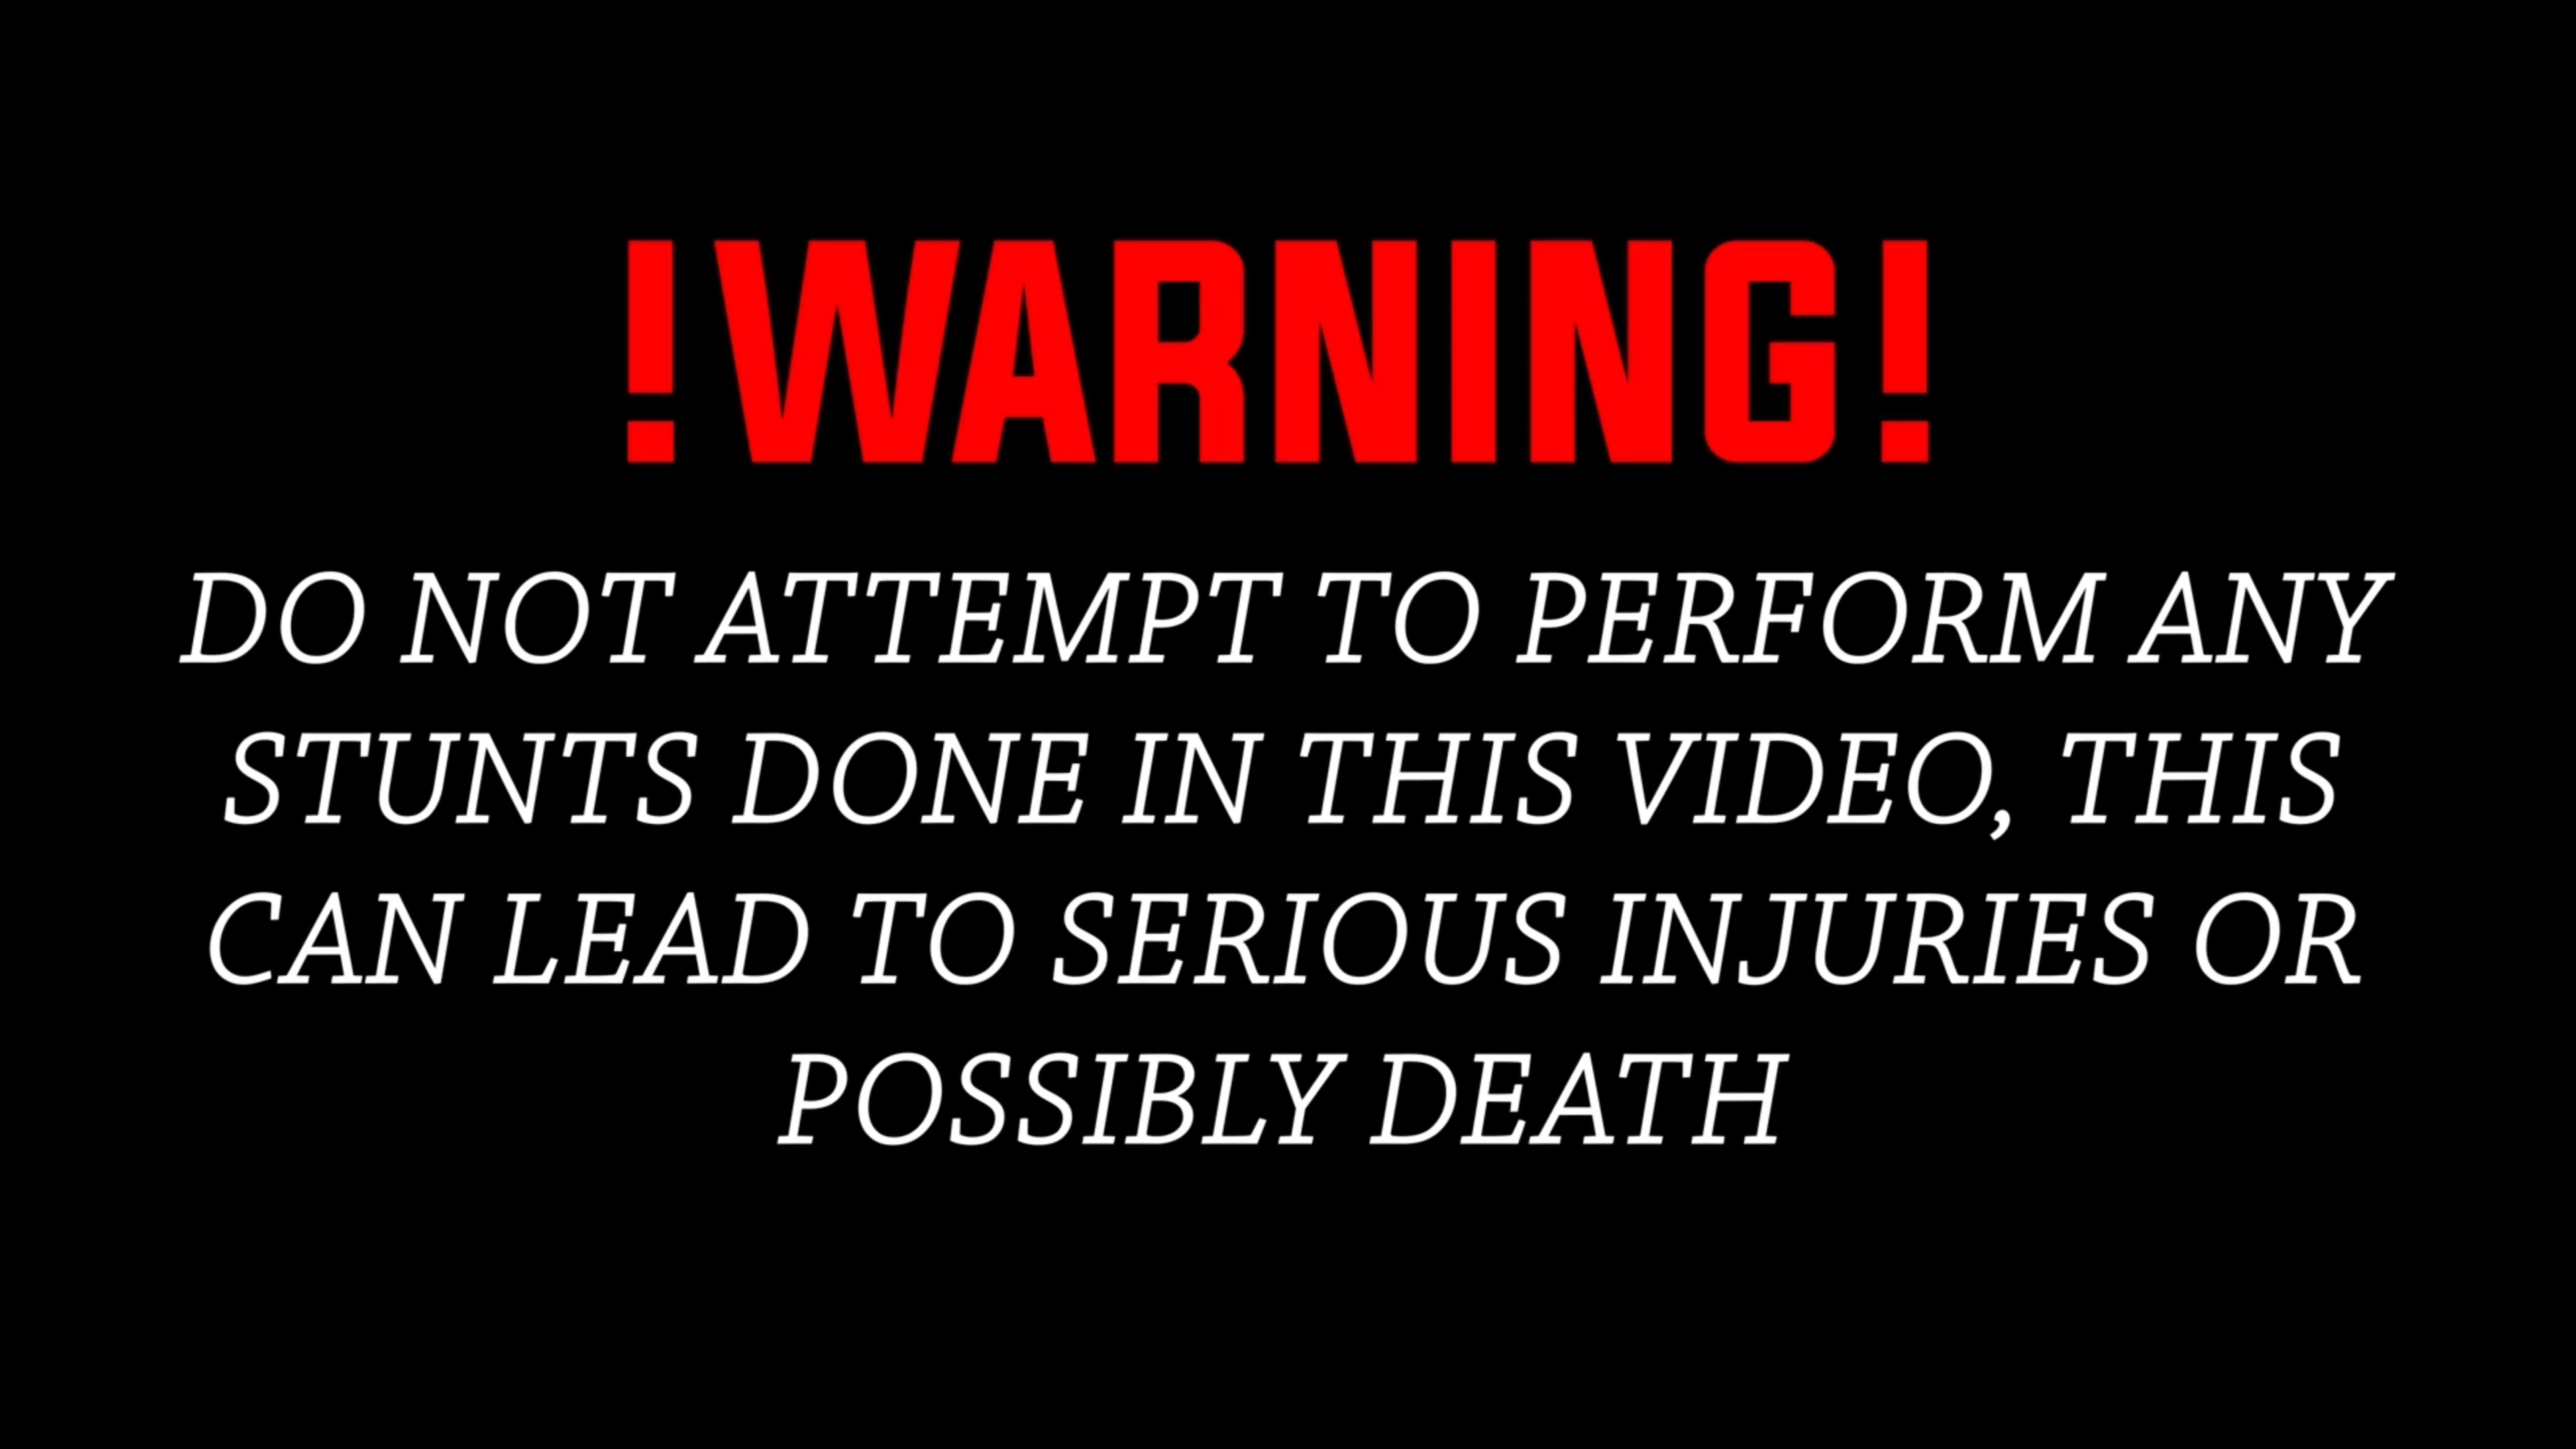 !WARNING!
DO NOT ATTEMPT TO PERFORM ANY
STUNTS DONE IN THIS VIDEO, THIS
CAN LEAD TO SERIOUS INJURIES OR
POSSIBLY DEATH